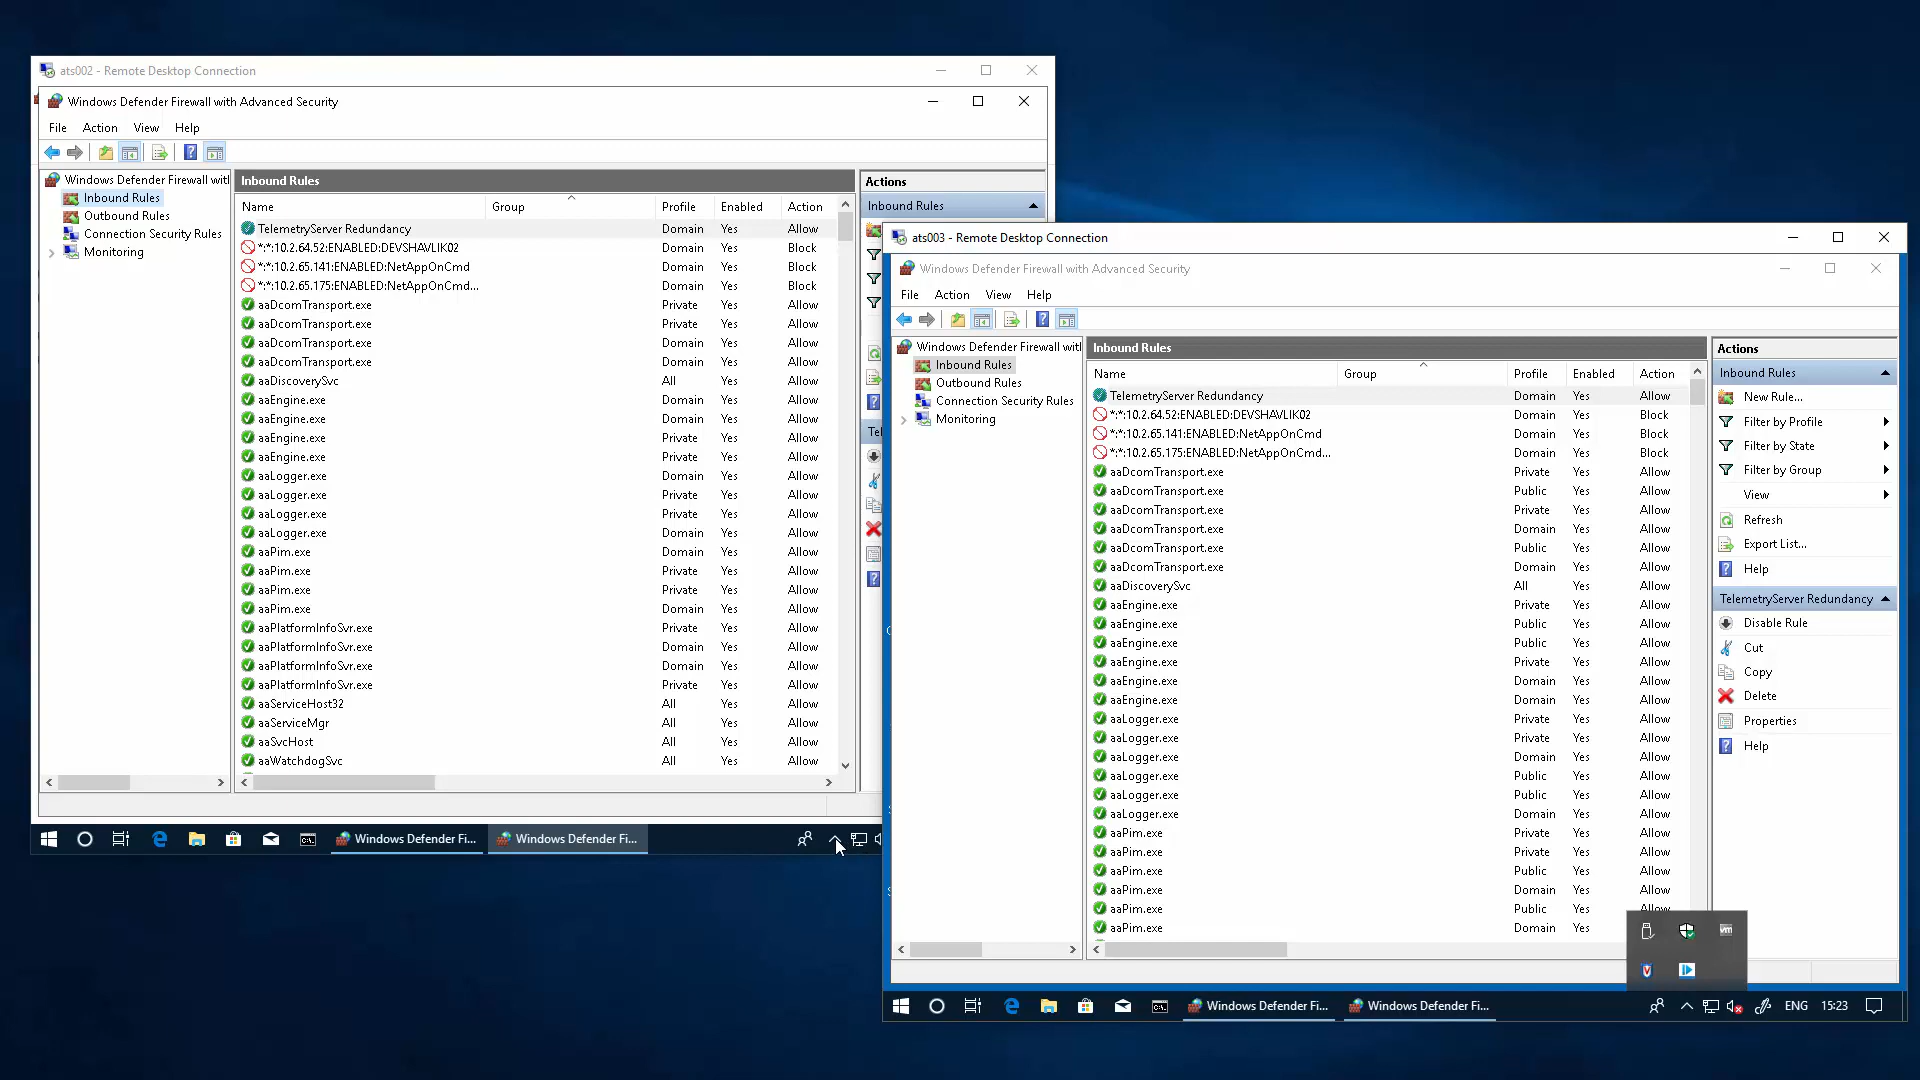 ats002 - Remote Desktop Connection
Windows Defender Firewall with Advanced Security
File Action View Help
Windows Defender Firewall with
Inbound Rules
Outbound Rules
Connection Security Rules
Monitoring
Inbound Rules
Name Group Profile Enabled Action
TelemetryServer Redundancy Domain Yes Allow
*:*:10.2.64.52:ENABLED:DEVSHAVLIK02 Domain Yes Block
*:*:10.2.65.141:ENABLED:NetAppOnCmd Domain Yes Block
*:*:10.2.65.175:ENABLED:NetAppOnCmd... Domain Yes Block
aaDcomTransport.exe Private Yes Allow
aaDcomTransport.exe Private Yes Allow
aaDcomTransport.exe Domain Yes Allow
aaDcomTransport.exe Domain Yes Allow
aaDiscoverySvc All Yes Allow
aaEngine.exe Domain Yes Allow
aaEngine.exe Domain Yes Allow
aaEngine.exe Private Yes Allow
aaEngine.exe Private Yes Allow
aaLogger.exe Domain Yes Allow
aaLogger.exe Private Yes Allow
aaLogger.exe Private Yes Allow
aaLogger.exe Domain Yes Allow
aaPim.exe Domain Yes Allow
aaPim.exe Private Yes Allow
aaPim.exe Private Yes Allow
aaPim.exe Domain Yes Allow
aaPlatformInfoSvr.exe Private Yes Allow
aaPlatformInfoSvr.exe Domain Yes Allow
aaPlatformInfoSvr.exe Domain Yes Allow
aaPlatformInfoSvr.exe Private Yes Allow
aaServiceHost32 All Yes Allow
aaServiceMgr All Yes Allow
aaSvcHost All Yes Allow
aaWatchdogSvc All Yes Allow
Actions
Inbound Rules
Tel
Windows Defender Fi... Windows Defender Fi...
ats003 - Remote Desktop Connection
Windows Defender Firewall with Advanced Security
File Action View Help
Windows Defender Firewall with
Inbound Rules
Outbound Rules
Connection Security Rules
Monitoring
Inbound Rules
Name Group Profile Enabled Action
TelemetryServer Redundancy Domain Yes Allow
*:*:10.2.64.52:ENABLED:DEVSHAVLIK02 Domain Yes Block
*:*:10.2.65.141:ENABLED:NetAppOnCmd Domain Yes Block
*:*:10.2.65.175:ENABLED:NetAppOnCmd... Domain Yes Block
aaDcomTransport.exe Private Yes Allow
aaDcomTransport.exe Public Yes Allow
aaDcomTransport.exe Private Yes Allow
aaDcomTransport.exe Domain Yes Allow
aaDcomTransport.exe Public Yes Allow
aaDcomTransport.exe Domain Yes Allow
aaDiscoverySvc All Yes Allow
aaEngine.exe Private Yes Allow
aaEngine.exe Public Yes Allow
aaEngine.exe Public Yes Allow
aaEngine.exe Private Yes Allow
aaEngine.exe Domain Yes Allow
aaEngine.exe Domain Yes Allow
aaLogger.exe Private Yes Allow
aaLogger.exe Private Yes Allow
aaLogger.exe Domain Yes Allow
aaLogger.exe Public Yes Allow
aaLogger.exe Public Yes Allow
aaLogger.exe Domain Yes Allow
aaPim.exe Private Yes Allow
aaPim.exe Private Yes Allow
aaPim.exe Public Yes Allow
aaPim.exe Domain Yes Allow
aaPim.exe Public Yes Allow
aaPim.exe Domain Yes Allow
Actions
Inbound Rules
New Rule...
Filter by Profile
Filter by State
Filter by Group
View
Refresh
Export List...
Help
TelemetryServer Redundancy
Disable Rule
Cut
Copy
Delete
Properties
Help
vm
Windows Defender Fi... Windows Defender Fi... ENG 15:23